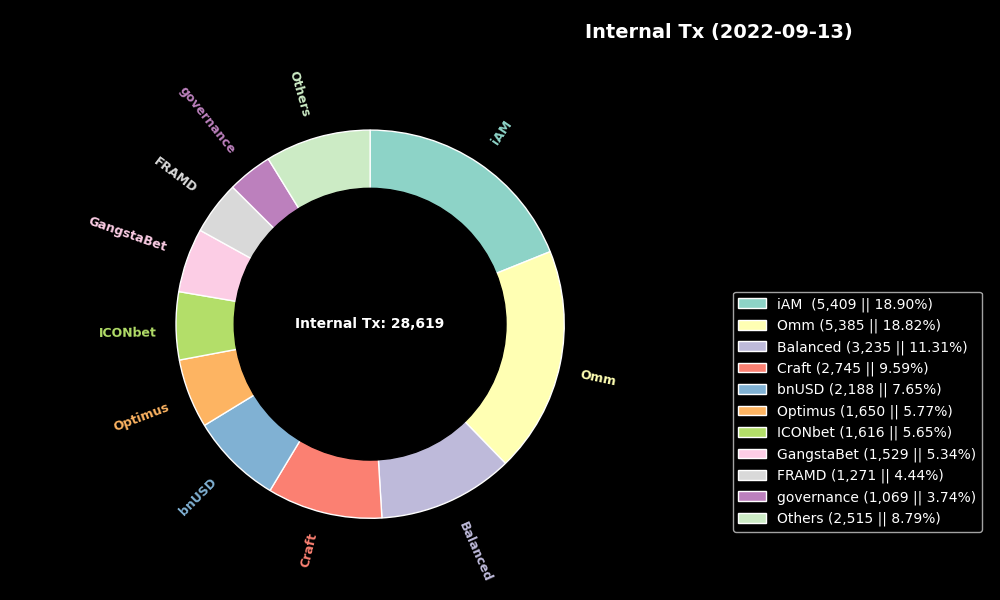 Internal Tx (2022-09-13)
Others
iAM
governance
FRAMD
GangstaBet
ICONbet
Optimus
bnUSD
Craft
Balanced
Omm
Internal Tx: 28,619
iAM  (5,409 || 18.90%)
Omm (5,385 || 18.82%)
Balanced (3,235 || 11.31%)
Craft (2,745 || 9.59%)
bnUSD (2,188 || 7.65%)
Optimus (1,650 || 5.77%)
ICONbet (1,616 || 5.65%)
GangstaBet (1,529 || 5.34%)
FRAMD (1,271 || 4.44%)
governance (1,069 || 3.74%)
Others (2,515 || 8.79%)